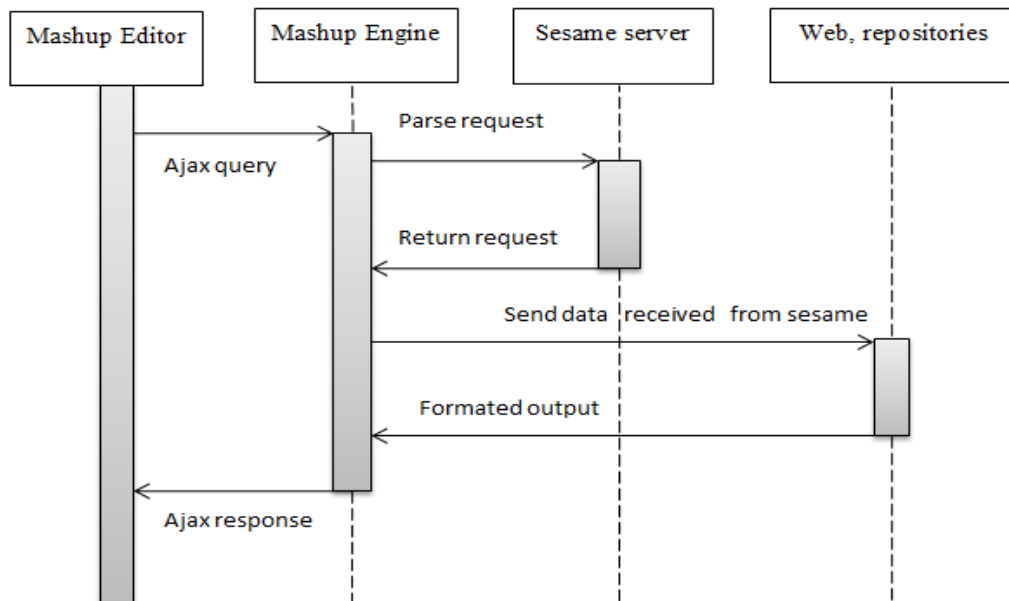 Mashup Editor
Mashup Engine
Sesame server
Web, repositories
Parse request
Ajax query
Return request
Send data received from sesame
Formated output
Ajax response